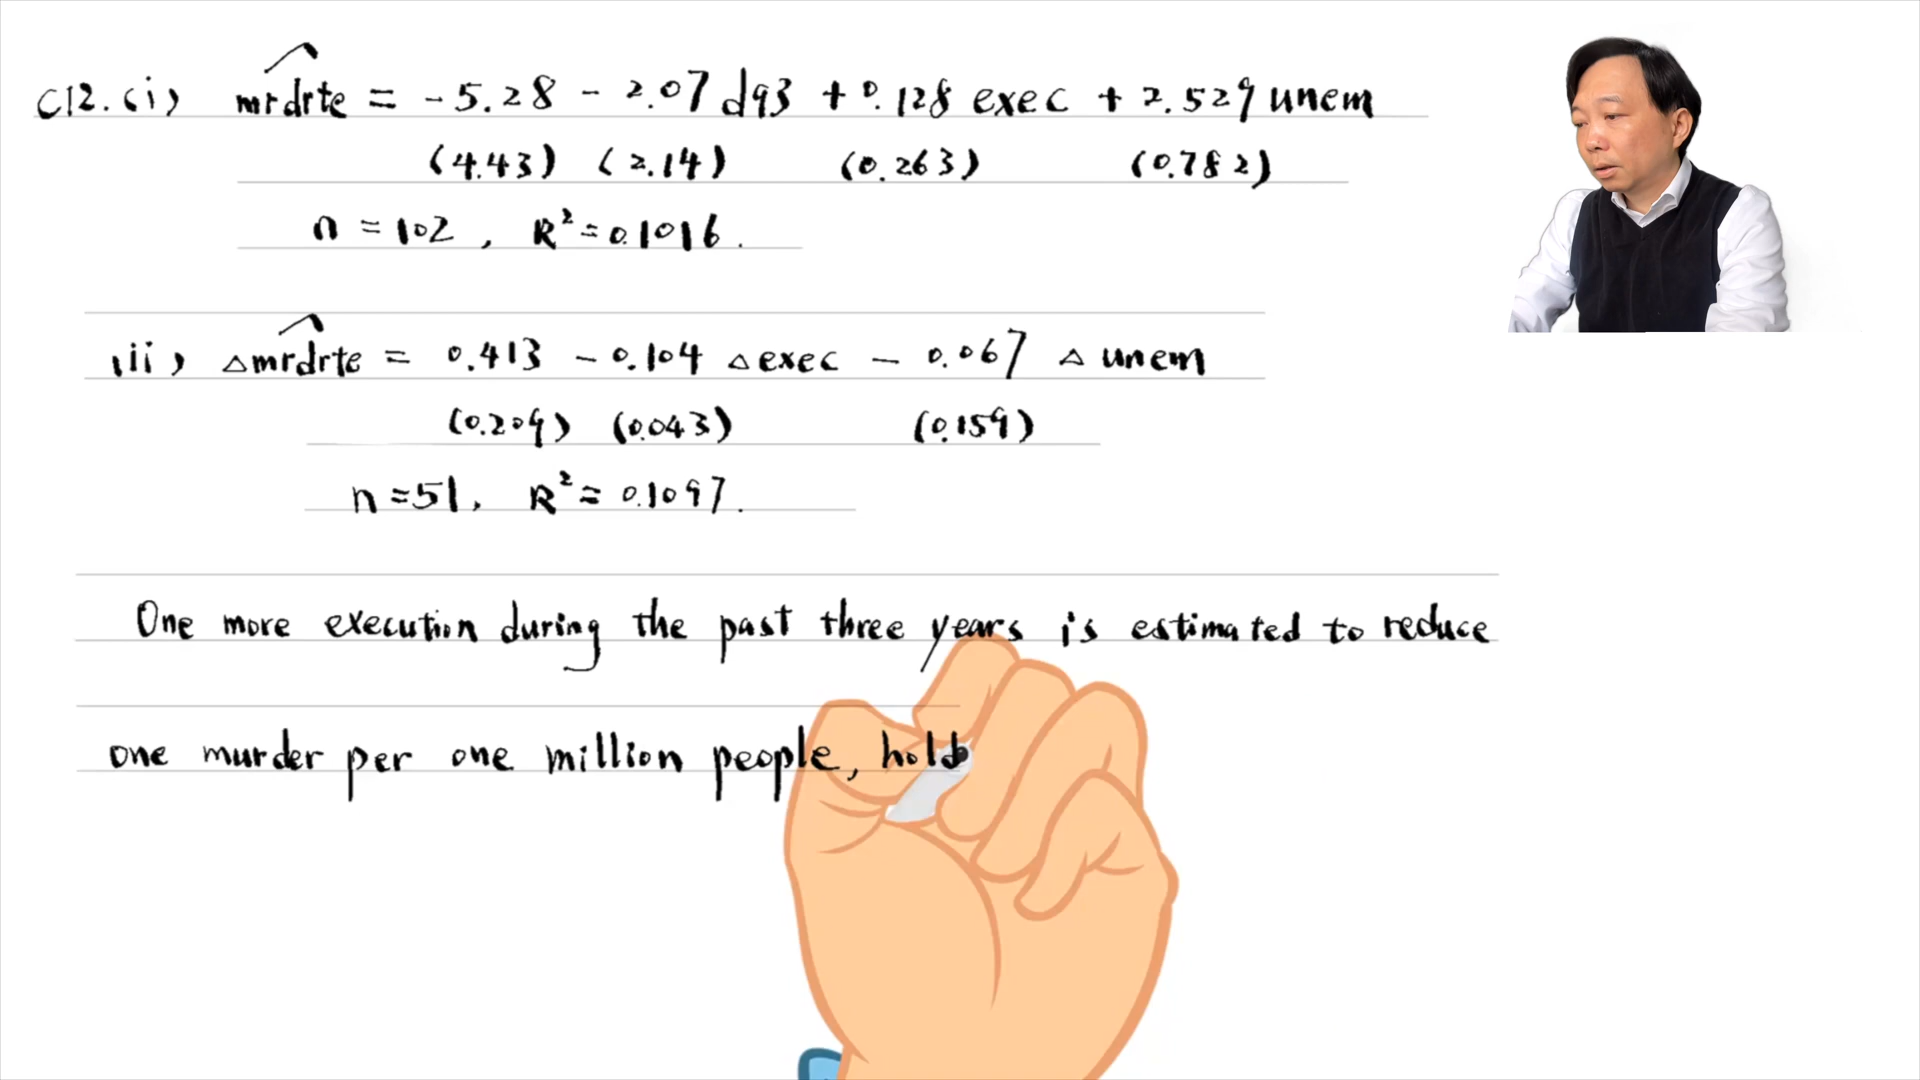 C12. (i) mrdrte = -5.28 - 2.07 d93 + 0.128 exec + 2.529 unem
(4.43) (2.14) (0.263) (0.782)
n = 102, R² = 0.1016.
(ii) △mrdrte = 0.413 - 0.104 △exec - 0.067 △unem
(0.209) (0.043) (0.159)
n = 51, R² = 0.1097.
One more execution during the past three years is estimated to reduce
one murder per one million people, hold